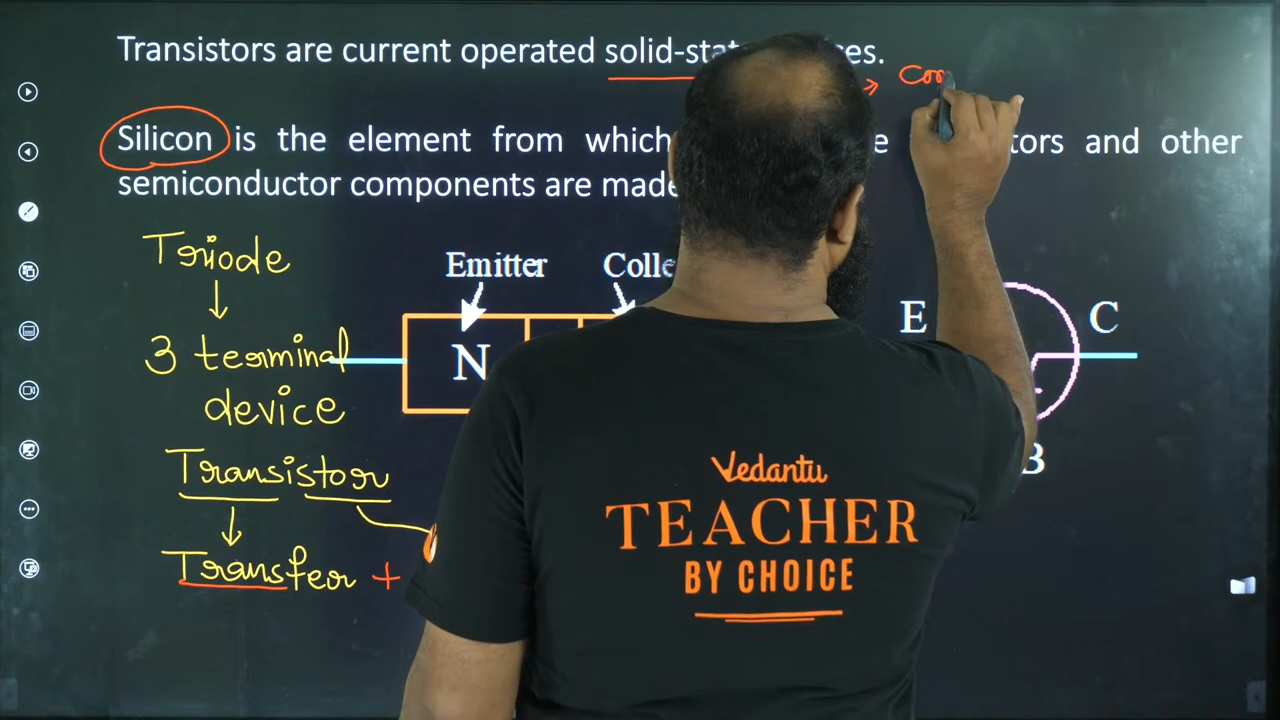 Transistors are current operated solid-stat
es.
Silicon is the element from which
e
tors and other
semiconductor components are made
Triode
3 terminal
device
Transistor
Transfer +
Emitter
Colle
N
E
C
B
Vedantu
TEACHER
BY CHOICE